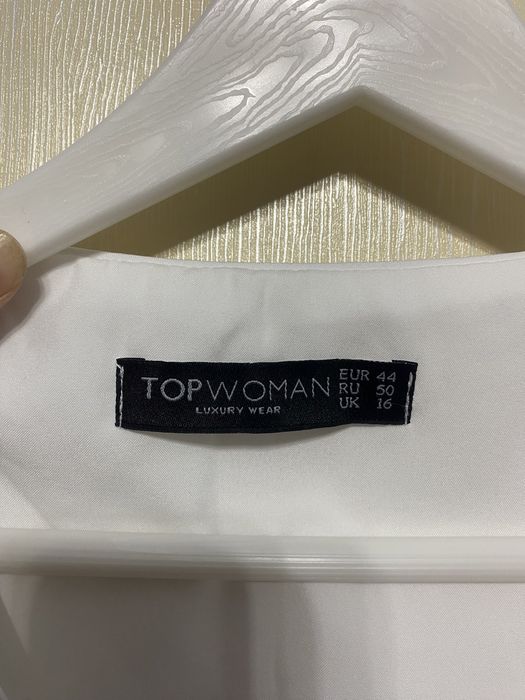 TOPWOMAN
LUXURY WEAR
EUR 44
RU 50
UK 16